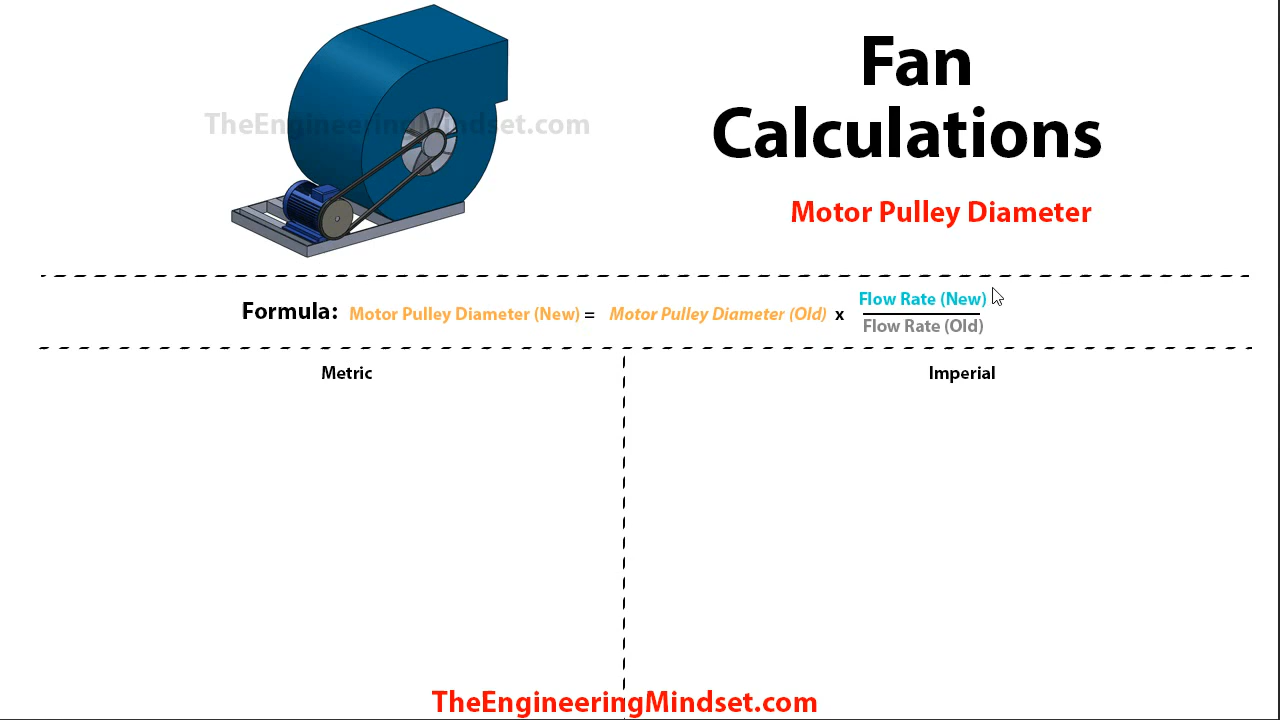 Fan
Calculations
TheEngineeringMindset.com
Motor Pulley Diameter
Formula: Motor Pulley Diameter (New) = Motor Pulley Diameter (Old) x Flow Rate (New)
Flow Rate (Old)
Metric
Imperial
TheEngineeringMindset.com